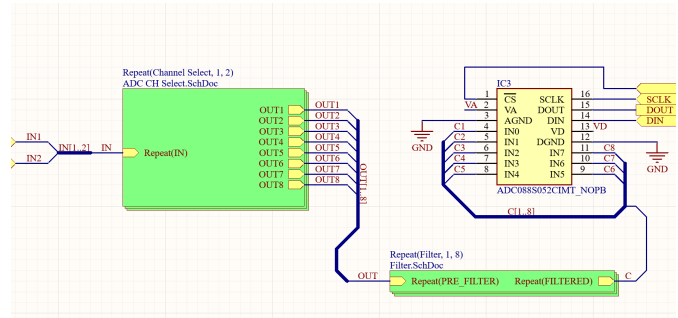 Repeat(Channel Select, 1, 2)
ADC CH Select.SchDoc
IN1
IN2
IN[1..2]
IN
Repeat(IN)
OUT1
OUT2
OUT3
OUT4
OUT5
OUT6
OUT7
OUT8
OUT1
OUT2
OUT3
OUT4
OUT5
OUT6
OUT7
OUT8
OUT[1..8]
OUT
Repeat(Filter, 1, 8)
Filter.SchDoc
Repeat(PRE_FILTER)
Repeat(FILTERED)
C
IC3
1
2
3
4
5
6
7
8
CS
VA
AGND
IN0
IN1
IN2
IN3
IN4
SCLK
DOUT
DIN
VD
DGND
IN7
IN6
IN5
16
15
14
13
12
11
10
9
VA
GND
C1
C2
C3
C4
C5
SCLK
DOUT
DIN
VD
GND
C8
C7
C6
ADC088S052CIMT_NOPB
C[1..8]